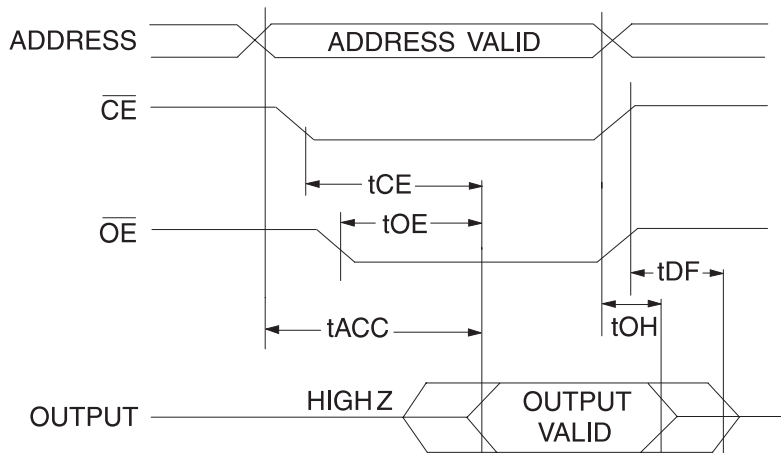 ADDRESS
ADDRESS VALID
CE
tCE
tOE
OE
tDF
tACC
tOH
HIGH Z
OUTPUT
OUTPUT
VALID